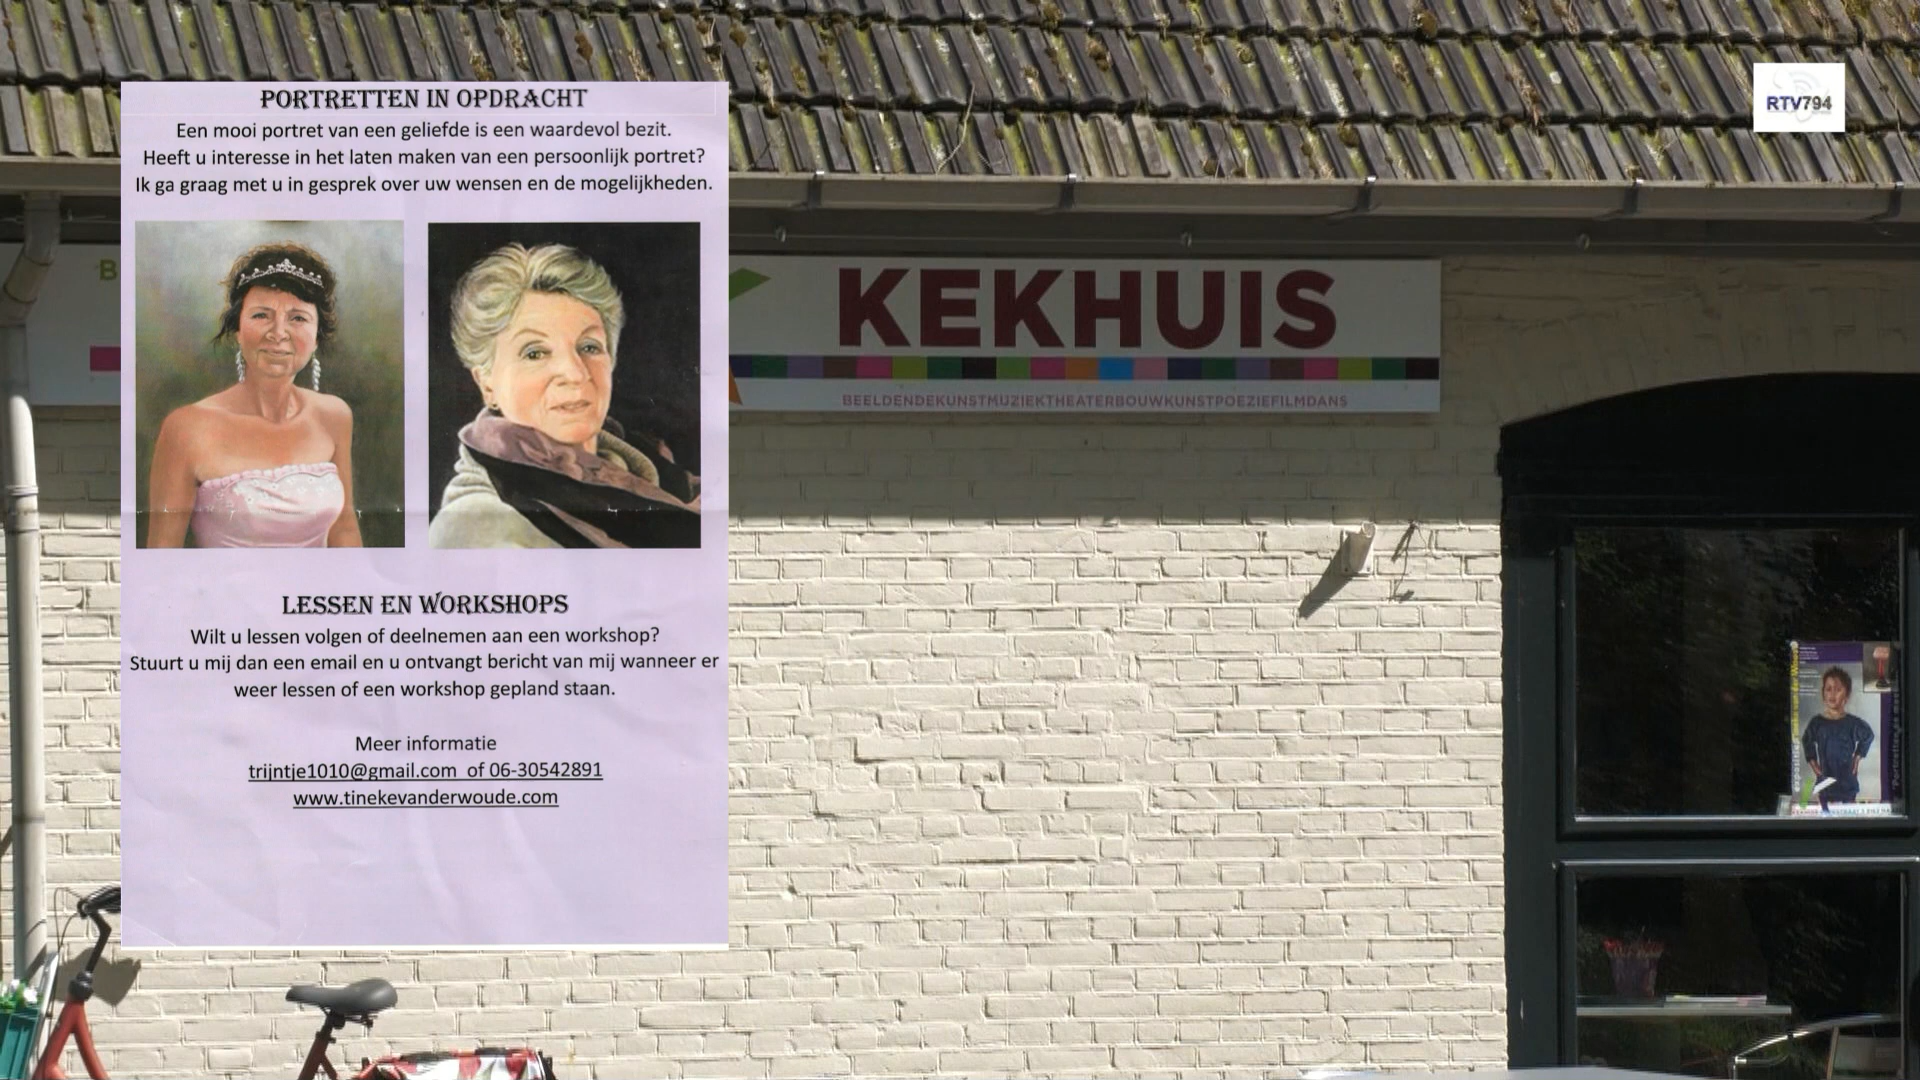 PORTRETTEN IN OPDRACHT
Een mooi portret van een geliefde is een waardevol bezit.
Heeft u interesse in het laten maken van een persoonlijk portret?
Ik ga graag met u in gesprek over uw wensen en de mogelijkheden.
LESSEN EN WORKSHOPS
Wilt u lessen volgen of deelnemen aan een workshop?
Stuurt u mij dan een email en u ontvangt bericht van mij wanneer er
weer lessen of een workshop gepland staan.
Meer informatie
trijntje1010@gmail.com of 06-30542891
www.tinekevanderwoude.com
RTV794
KEKHUIS
BEELDENDEKUNSTMUZIEKTHEATERBOUWKUNSTPOEZIEFILMDANS